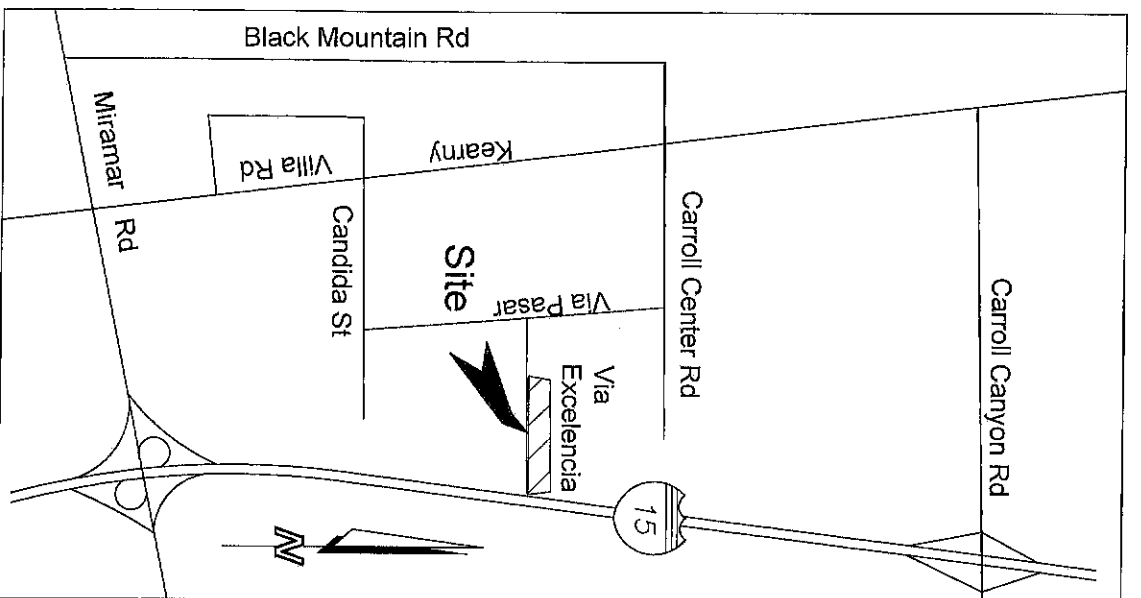 Black Mountain Rd
Miramar
Rd
Kearny
Villa Rd
Candida St
Carroll Center Rd
Carroll Canyon Rd
Site
Via Pasar
Via
Excelencia
15
N